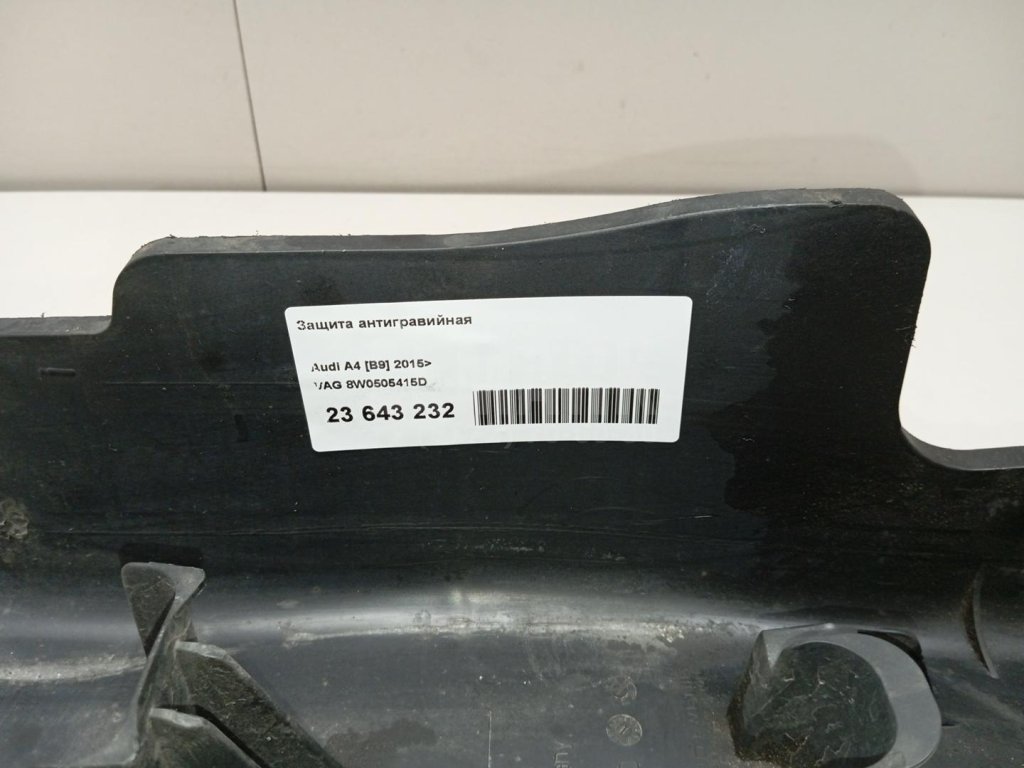 Защита антигравийная
Audi A4 [B9] 2015>
VAG 8W0505415D
23 643 232